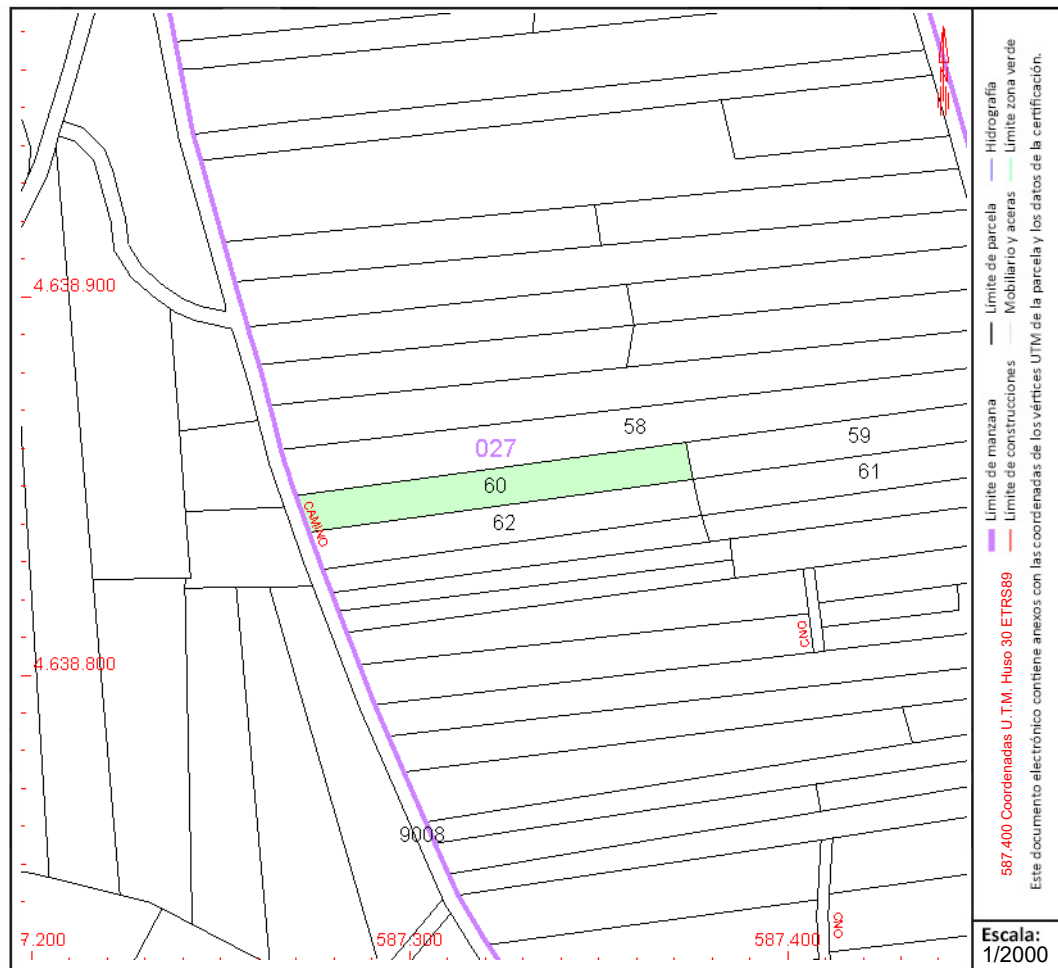 4.638.900
58
59
027
61
60
CAMINO
62
CNO
4.638.800
9008
CNO
7.200
587.300
587.400
Límite de manzana
Límite de parcela
Hidrografía
Límite de construcciones
Mobiliario y aceras
Límite zona verde
587.400 Coordenadas U.T.M. Huso 30 ETRS89
Este documento electrónico contiene anexos con las coordenadas de los vértices UTM de la parcela y los datos de la certificación.
Escala:
1/2000